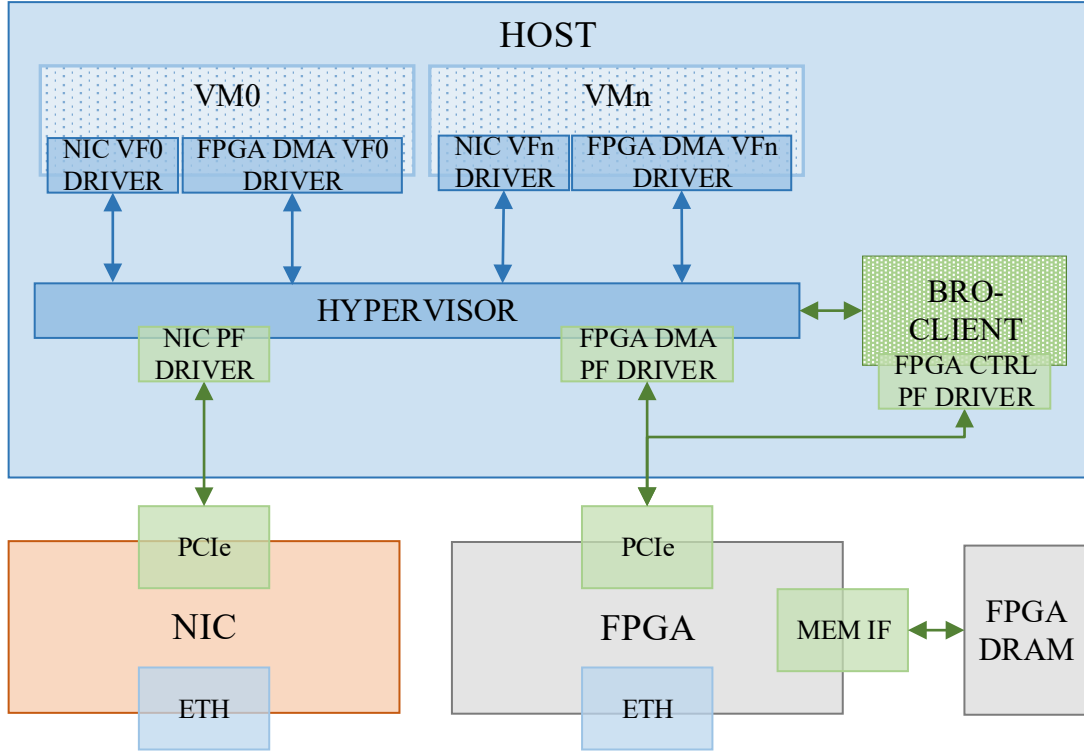 HOST
VM0
VMn
NIC VF0
DRIVER
FPGA DMA VF0
DRIVER
NIC VFn
DRIVER
FPGA DMA VFn
DRIVER
HYPERVISOR
BRO-
CLIENT
NIC PF
DRIVER
FPGA DMA
PF DRIVER
FPGA CTRL
PF DRIVER
PCIe
PCIe
NIC
FPGA
MEM IF
FPGA
DRAM
ETH
ETH